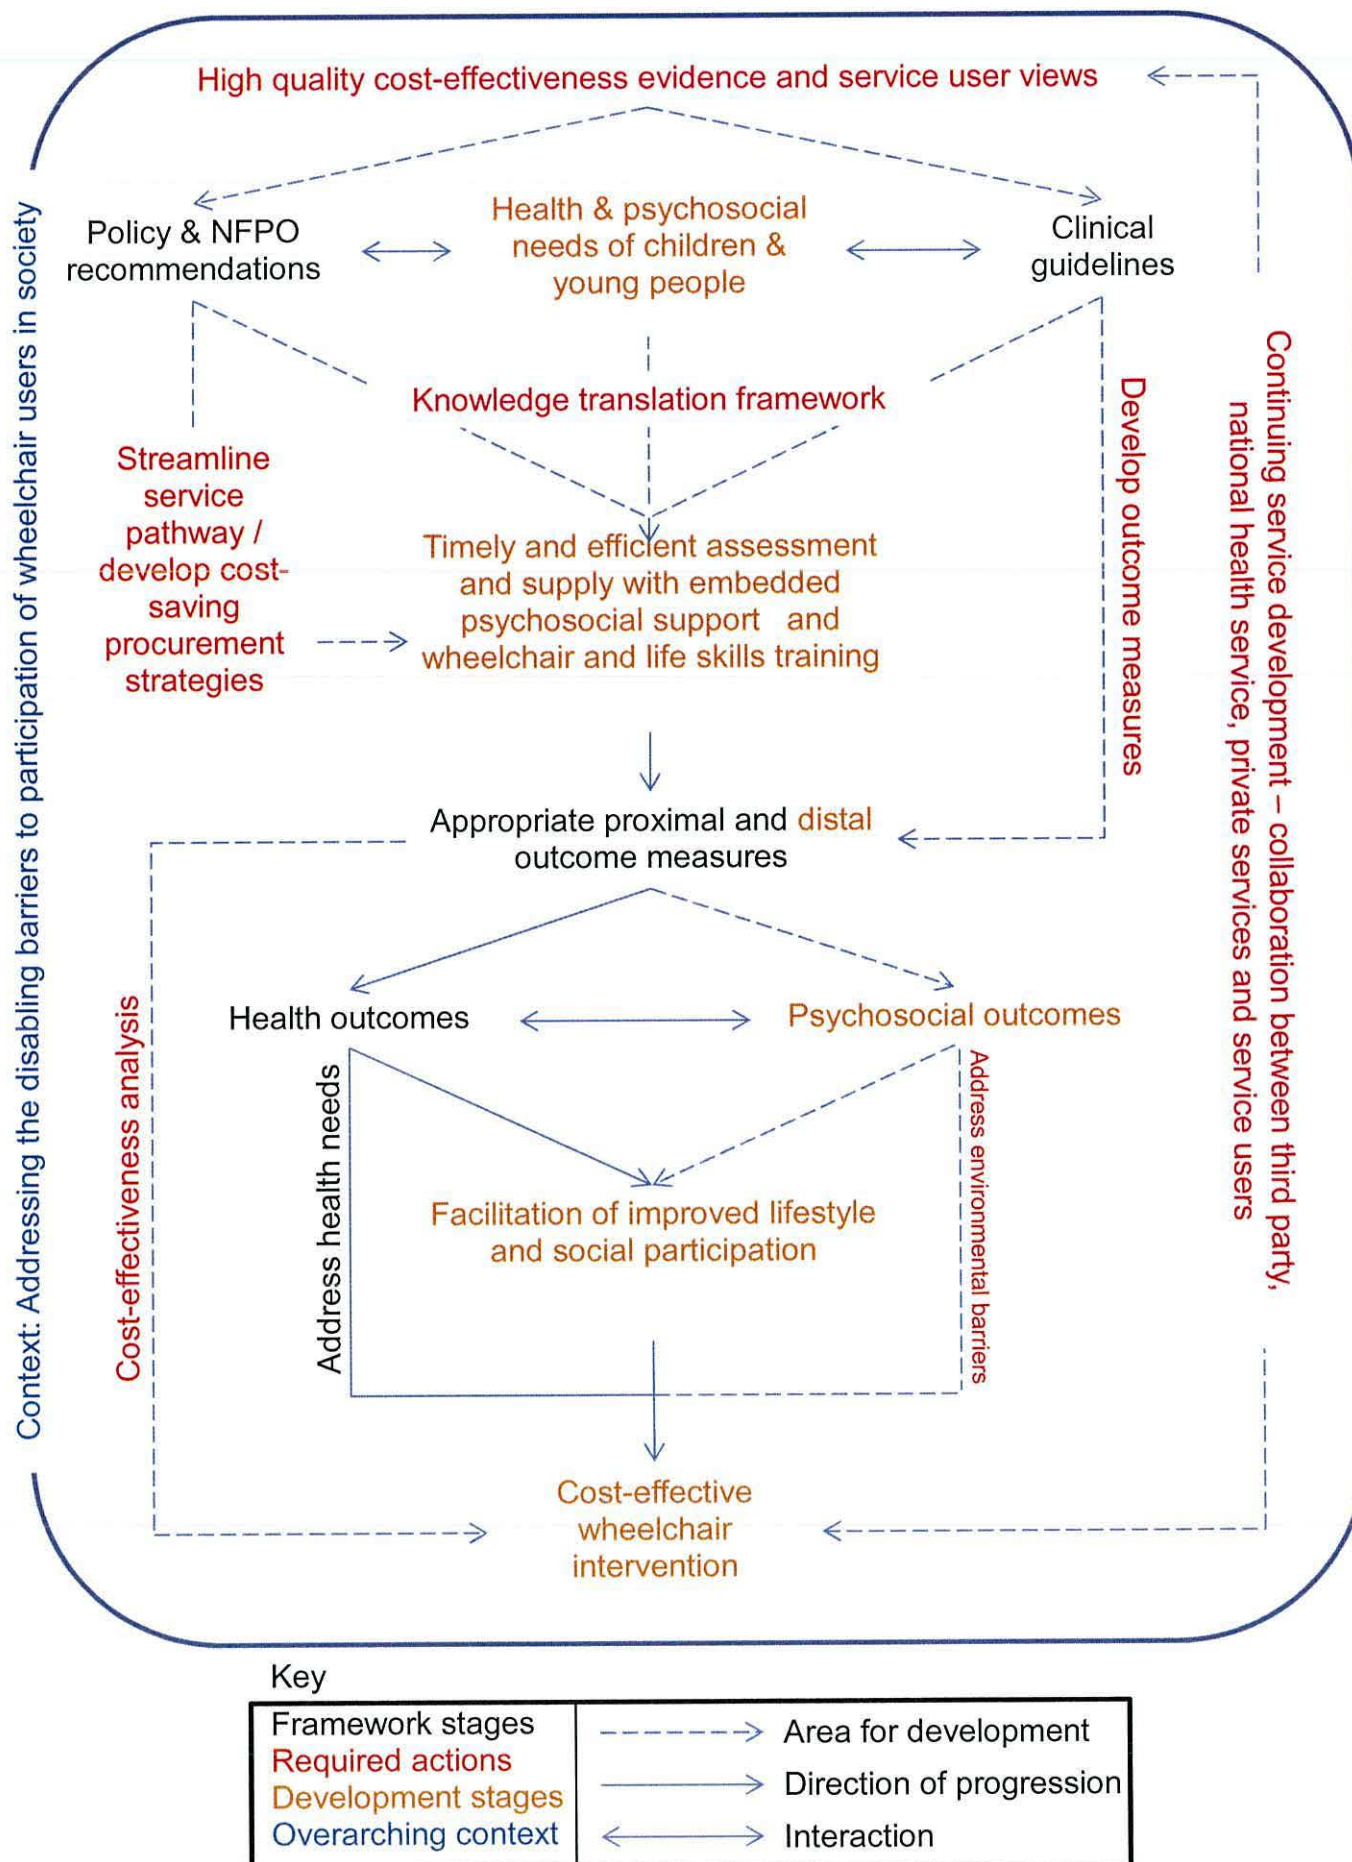 High quality cost-effectiveness evidence and service user views
Context: Addressing the disabling barriers to participation of wheelchair users in society
Policy & NFPO
recommendations
Health & psychosocial
needs of children &
young people
Clinical
guidelines
Knowledge translation framework
Streamline
service
pathway /
develop cost-
saving
procurement
strategies
Timely and efficient assessment
and supply with embedded
psychosocial support and
wheelchair and life skills training
Develop outcome measures
Continuing service development – collaboration between third party,
national health service, private services and service users
Appropriate proximal and distal
outcome measures
Cost-effectiveness analysis
Health outcomes
Psychosocial outcomes
Address health needs
Address environmental barriers
Facilitation of improved lifestyle
and social participation
Cost-effective
wheelchair
intervention
Key
Framework stages
Required actions
Development stages
Overarching context
Area for development
Direction of progression
Interaction